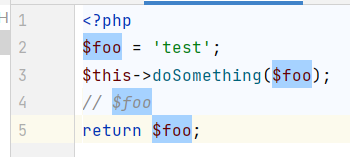 1 <?php
2 $foo = 'test';
3 $this->doSomething($foo);
4 // $foo
5 return $foo;